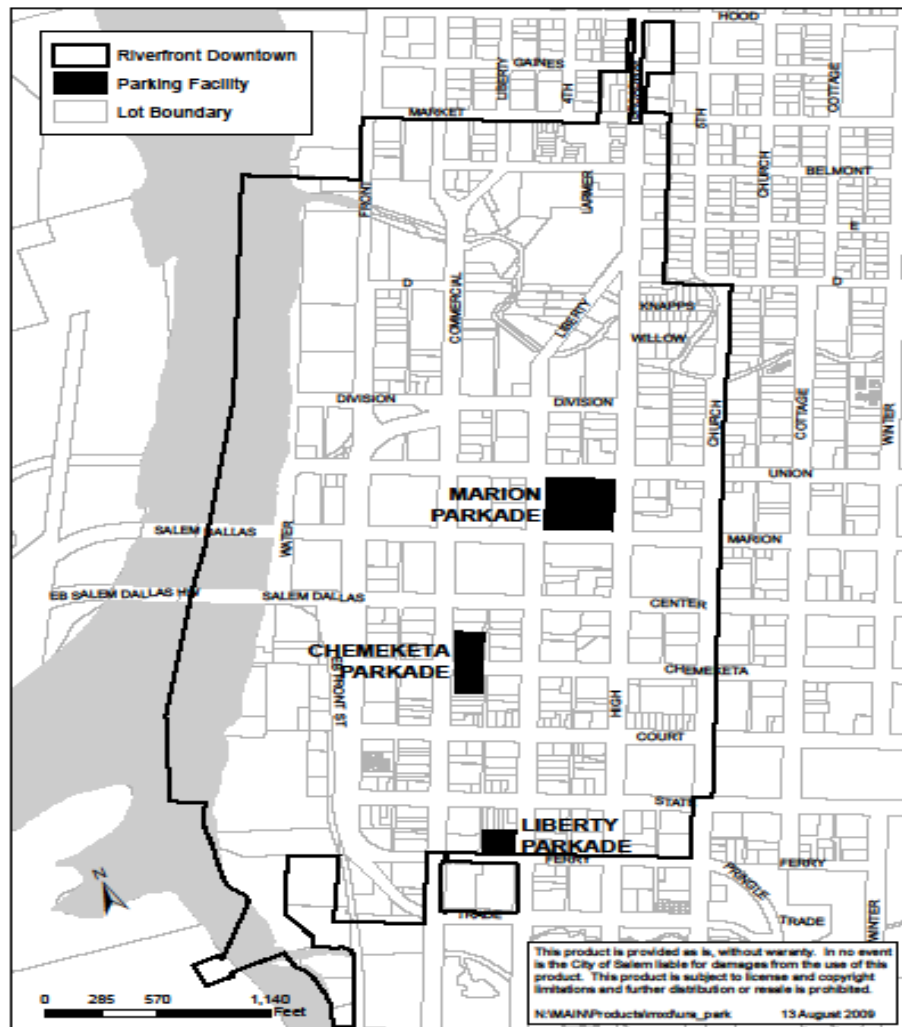 Riverfront Downtown
Parking Facility
Lot Boundary
HOOD
GAINES
LIBERTY
4TH
COTTAGE
MARKET
5TH
CHURCH
BELMONT
LARMER
FRONT
E
D
D
COMMERCIAL
LIBERTY
KNAPPS
WILLOW
DIVISION
DIVISION
CHURCH
COTTAGE
WINTER
UNION
MARION
PARKADE
SALEM DALLAS
WATER
MARION
EB SALEM DALLAS HW
SALEM DALLAS
CENTER
CHEMEKETA
PARKADE
CHEMEKETA
EB FRONT ST
HIGH
COURT
STATE
LIBERTY
PARKADE
FERRY
FERRY
PRINGLE
N
TRADE
TRADE
WINTER
This product is provided as is, without warranty. In no event
is the City of Salem liable for damages from the use of this
product. This product is subject to license and copyright
limitations and further distribution or resale is prohibited.
N:\MAIN\Products\mxd\ura_park 13 August 2009
0 285 570 1,140
Feet